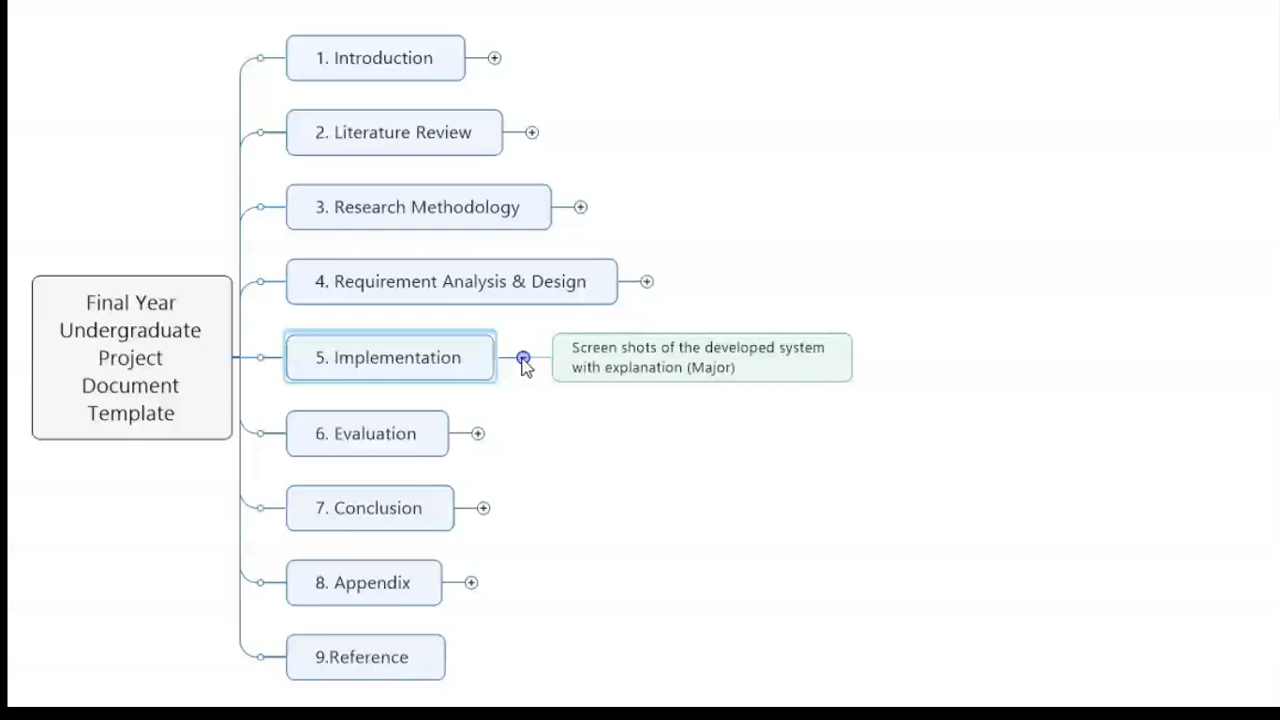 Final Year
Undergraduate
Project
Document
Template
1. Introduction
2. Literature Review
3. Research Methodology
4. Requirement Analysis & Design
5. Implementation
Screen shots of the developed system
with explanation (Major)
6. Evaluation
7. Conclusion
8. Appendix
9.Reference